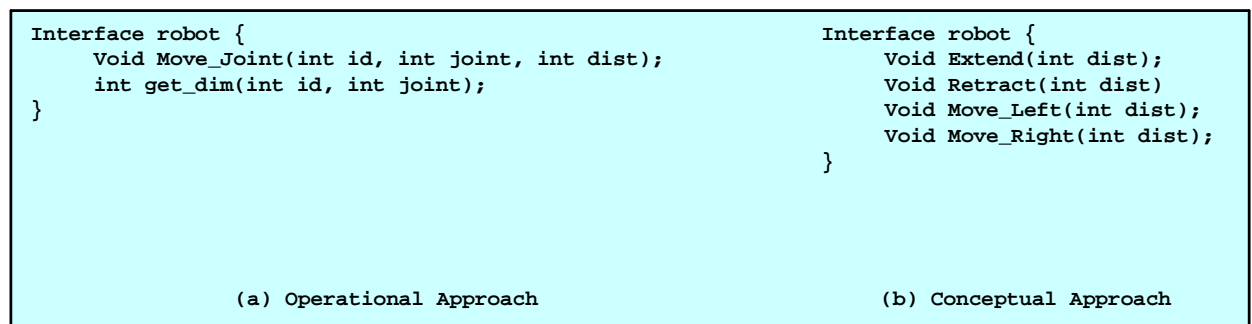 Interface robot {
Void Move_Joint(int id, int joint, int dist);
int get_dim(int id, int joint);
}
(a) Operational Approach
Interface robot {
Void Extend(int dist);
Void Retract(int dist)
Void Move_Left(int dist);
Void Move_Right(int dist);
}
(b) Conceptual Approach